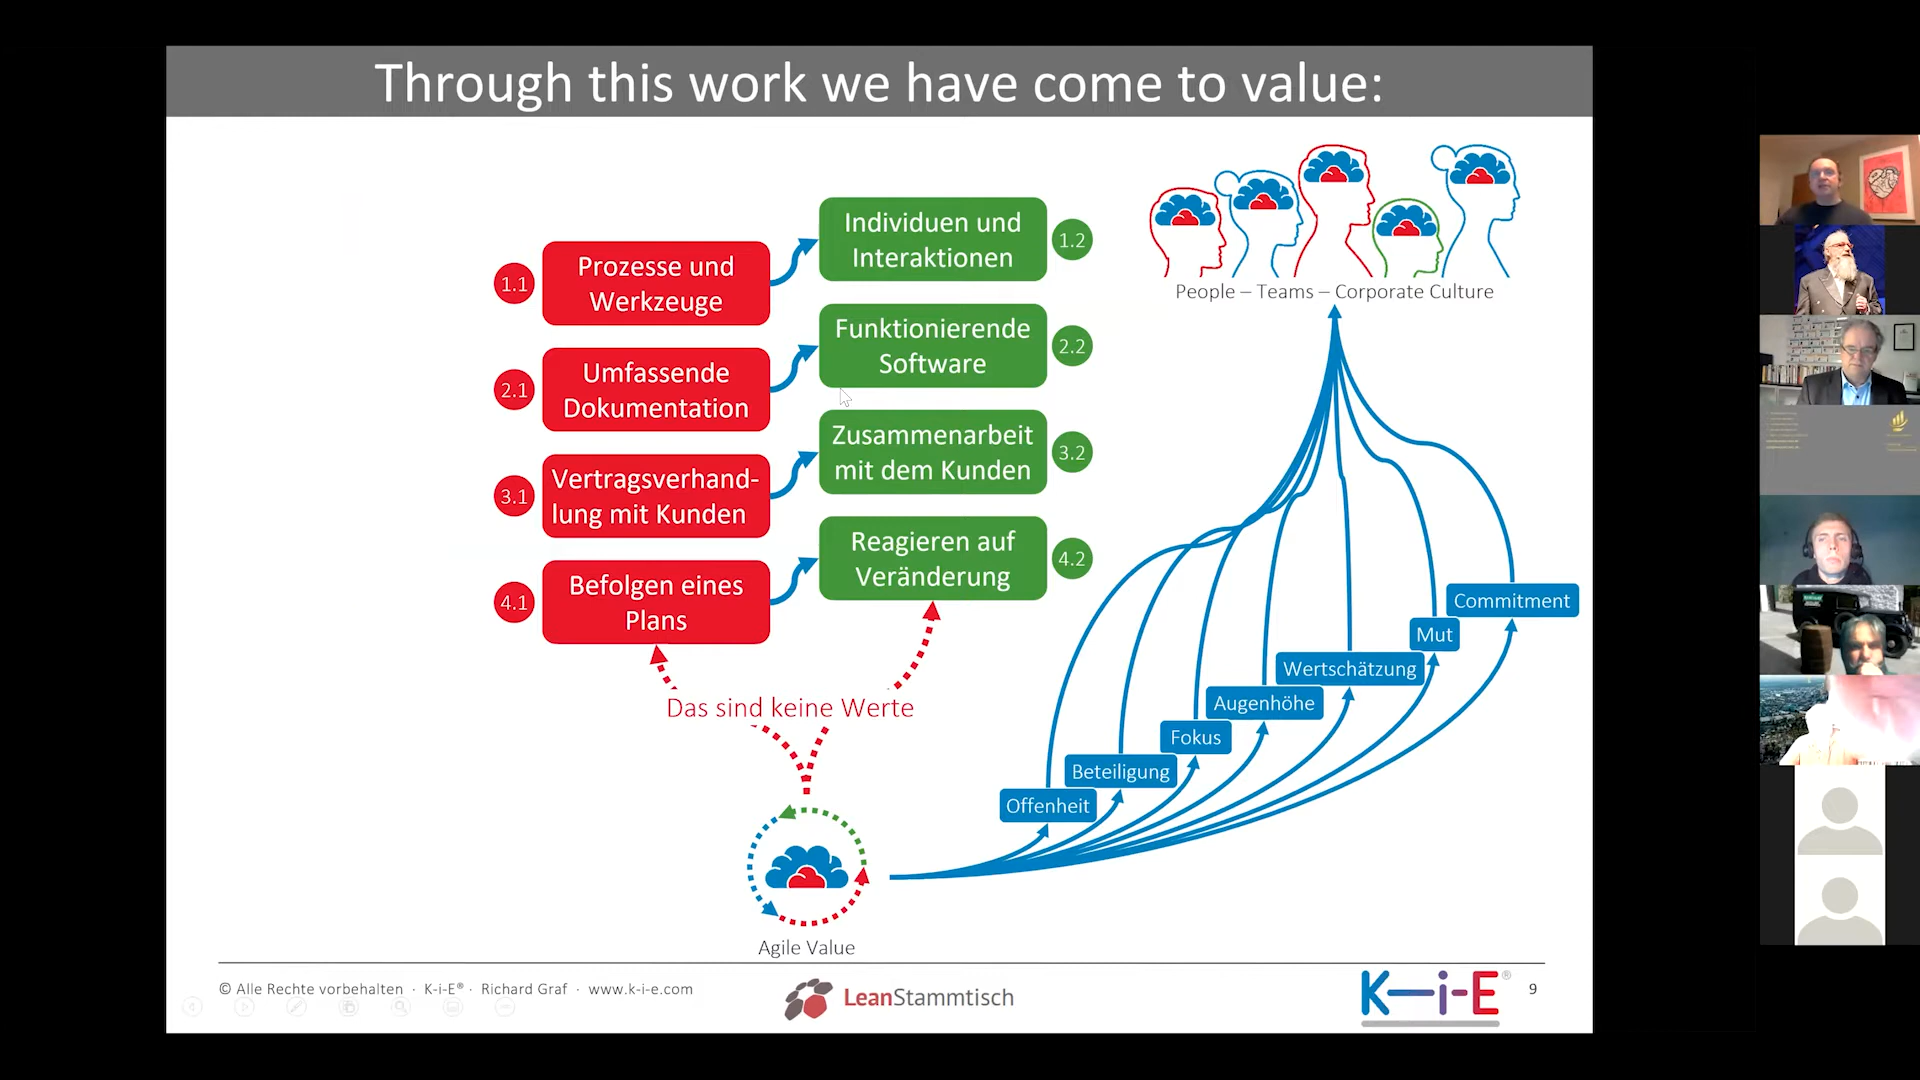 Through this work we have come to value:
1.1
Prozesse und
Werkzeuge
Individuen und
Interaktionen
1.2
2.1
Umfassende
Dokumentation
Funktionierende
Software
2.2
3.1
Vertragsverhand-
lung mit Kunden
Zusammenarbeit
mit dem Kunden
3.2
4.1
Befolgen eines
Plans
Reagieren auf
Veränderung
4.2
Das sind keine Werte
Agile Value
People – Teams – Corporate Culture
Commitment
Mut
Wertschätzung
Augenhöhe
Fokus
Beteiligung
Offenheit
© Alle Rechte vorbehalten · K-i-E® · Richard Graf · www.k-i-e.com
LeanStammtisch
K-i-E®
9